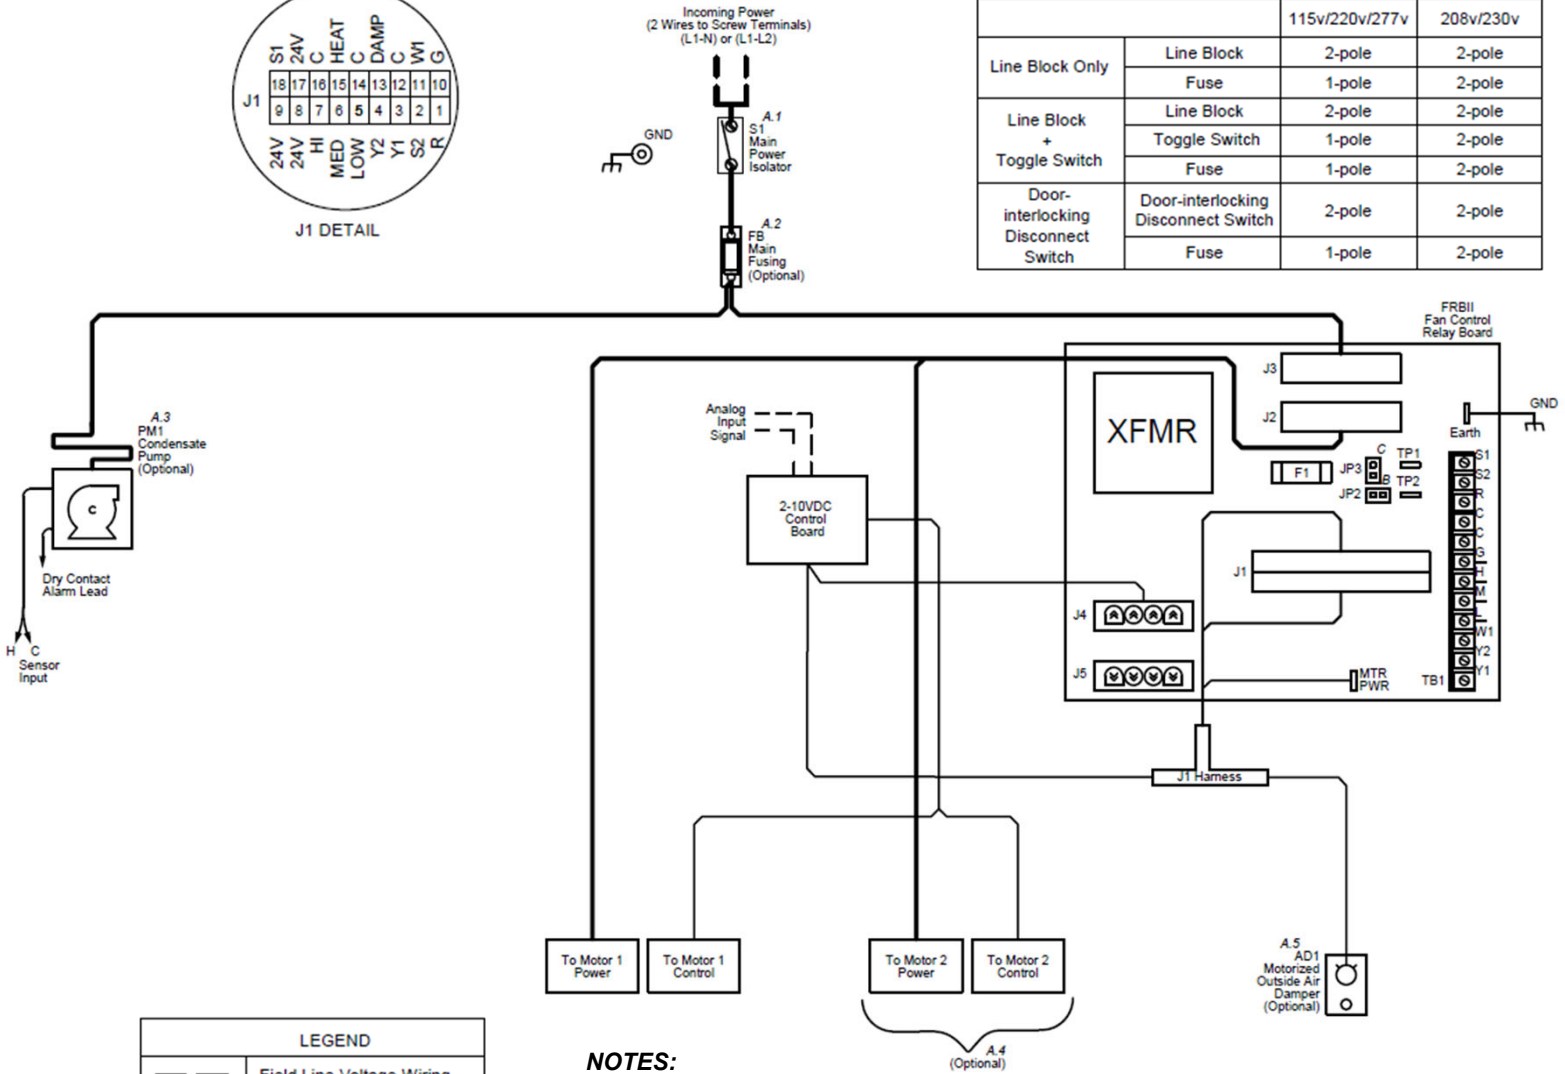 S1 24V C HEAT C DAMP C W1 G
18 17 16 15 14 13 12 11 10
J1
9 8 7 6 5 4 3 2 1
24V 24V HI MED LOW Y2 Y1 S2 R
J1 DETAIL
Incoming Power
(2 Wires to Screw Terminals)
(L1-N) or (L1-L2)
GND
A.1
S1
Main
Power
Isolator
A.2
FB
Main
Fusing
(Optional)
115v/220v/277v 208v/230v
Line Block Only
Line Block 2-pole 2-pole
Fuse 1-pole 2-pole
Line Block
+
Toggle Switch
Line Block 2-pole 2-pole
Toggle Switch 1-pole 2-pole
Fuse 1-pole 2-pole
Door-
interlocking
Disconnect
Switch
Door-interlocking
Disconnect Switch 2-pole 2-pole
Fuse 1-pole 2-pole
FRBII
Fan Control
Relay Board
A.3
PM1
Condensate
Pump
(Optional)
C
Dry Contact
Alarm Lead
H C
Sensor
Input
Analog
Input
Signal
2-10VDC
Control
Board
XFMR
J3
J2
F1
JP3
C
TP1
JP2
B
TP2
GND
Earth
S1
S2
R
C
C
G
H
M
L
W1
Y2
Y1
TB1
J1
J4
J5
MTR
PWR
J1 Harness
To Motor 1
Power
To Motor 1
Control
To Motor 2
Power
To Motor 2
Control
A.4
(Optional)
A.5
AD1
Motorized
Outside Air
Damper
(Optional)
LEGEND
Field Line Voltage Wiring
NOTES: